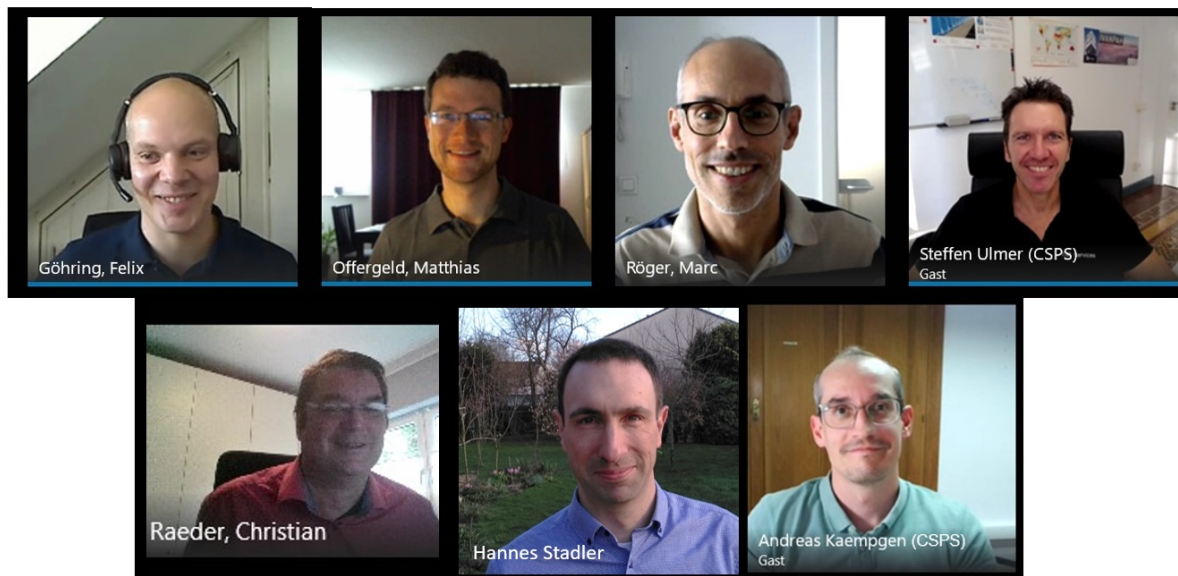 Göhring, Felix
Offergeld, Matthias
Röger, Marc
Steffen Ulmer (CSPS)
Gast
Raeder, Christian
Hannes Stadler
Andreas Kaempgen (CSPS)
Gast